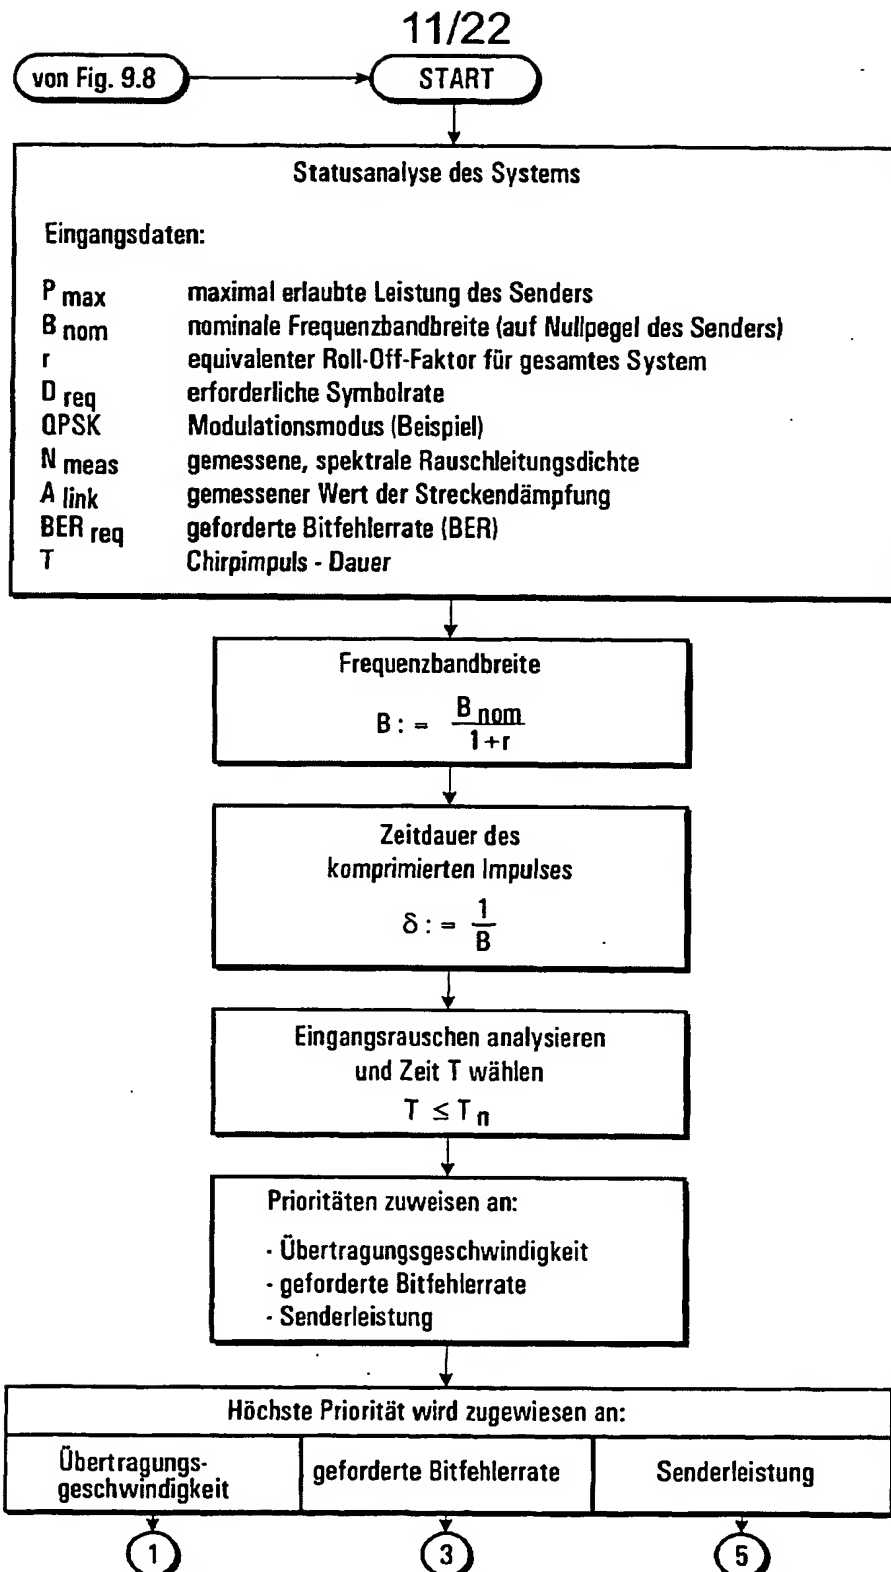 11/22
von Fig. 9.8
START
Statusanalyse des Systems
Eingangsdaten:
P max maximal erlaubte Leistung des Senders
B nom nominale Frequenzbandbreite (auf Nullpegel des Senders)
r equivalenter Roll-Off-Faktor für gesamtes System
D req erforderliche Symbolrate
QPSK Modulationsmodus (Beispiel)
N meas gemessene, spektrale Rauschleitungsdichte
A link gemessener Wert der Streckendämpfung
BER req geforderte Bitfehlerrate (BER)
T Chirpimpuls - Dauer
Frequenzbandbreite
B : = B nom / 1+r
Zeitdauer des
komprimierten Impulses
δ : = 1 / B
Eingangsrauschen analysieren
und Zeit T wählen
T ≤ T n
Prioritäten zuweisen an:
- Übertragungsgeschwindigkeit
- geforderte Bitfehlerrate
- Senderleistung
Höchste Priorität wird zugewiesen an:
Übertragungs-
geschwindigkeit
geforderte Bitfehlerrate
Senderleistung
1
3
5